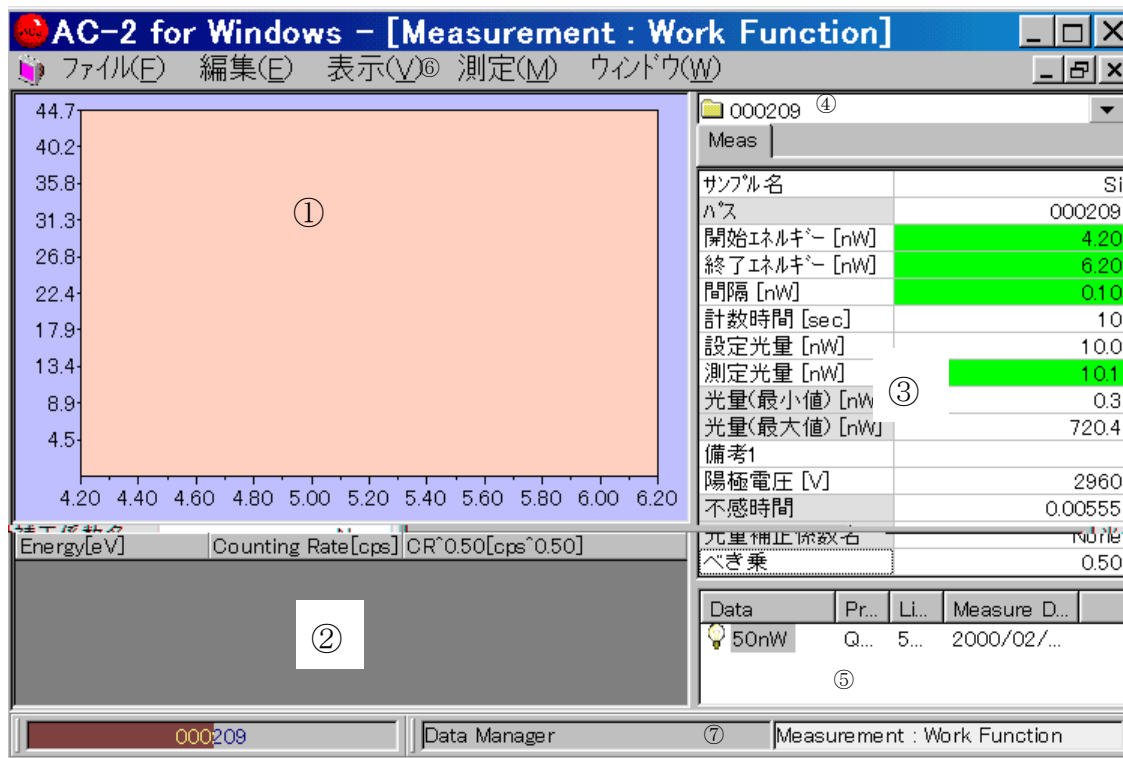 AC-2 for Windows - [Measurement : Work Function]
ファイル(F) 編集(E) 表示(V)⑥ 測定(M) ウィンドウ(W)
44.7
40.2
35.8
31.3
26.8
22.4
17.9
13.4
8.9
4.5
①
4.20 4.40 4.60 4.80 5.00 5.20 5.40 5.60 5.80 6.00 6.20
000209 ④
Meas
サンプル名 Si
パス 000209
開始エネルギー [nW] 4.20
終了エネルギー [nW] 6.20
間隔 [nW] 0.10
計数時間 [sec] 10
設定光量 [nW] 10.0
測定光量 [nW] 10.1
③
光量(最小値) [nW 0.3
光量(最大値) [nW] 720.4
備考1
陽極電圧 [V] 2960
不感時間 0.00555
光量補正係数名 None
べき乗 0.50
Energy[eV] Counting Rate[cps] CR^0.50[cps^0.50]
②
Data Pr... Li... Measure D...
50nW Q... 5... 2000/02/...
⑤
000209 Data Manager ⑦ Measurement : Work Function